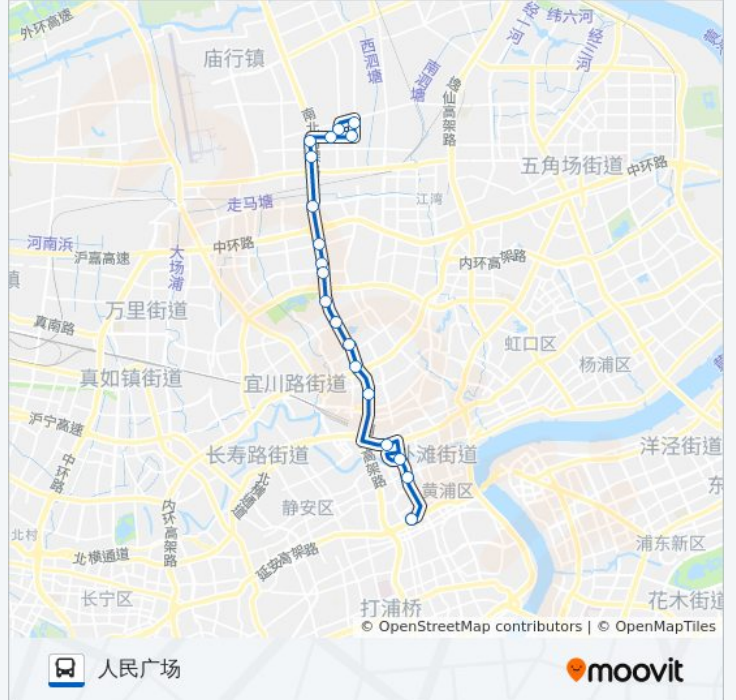 外环高速
庙行镇
西泗塘
南泗塘
逸仙高架路
经一河
纬六河
经三河
南北
五角场街道
中环路
走马塘
江湾
河南浜
沪嘉高速
大场浦
中环路
内环高架路
镇
万里街道
真南路
虹口区
杨浦区
真如镇街道
宜川路街道
沪宁高速
中环路
长寿路街道
高架路
外滩街道
洋泾街道
北横通道
内环高架路
静安区
黄浦区
东
北村
北横通道
延安高架路
浦东新区
长宁区
打浦桥
花木街道
© OpenStreetMap contributors | © OpenMapTiles
人民广场
moovit